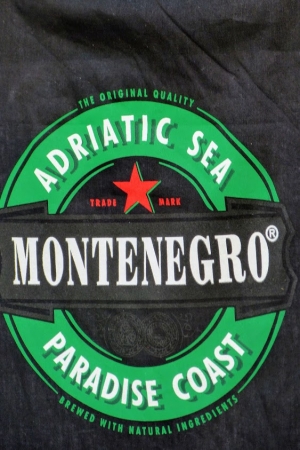 THE ORIGINAL QUALITY
ADRIATIC SEA
TRADE MARK
MONTENEGRO®
PARADISE COAST
BREWED WITH NATURAL INGREDIENTS